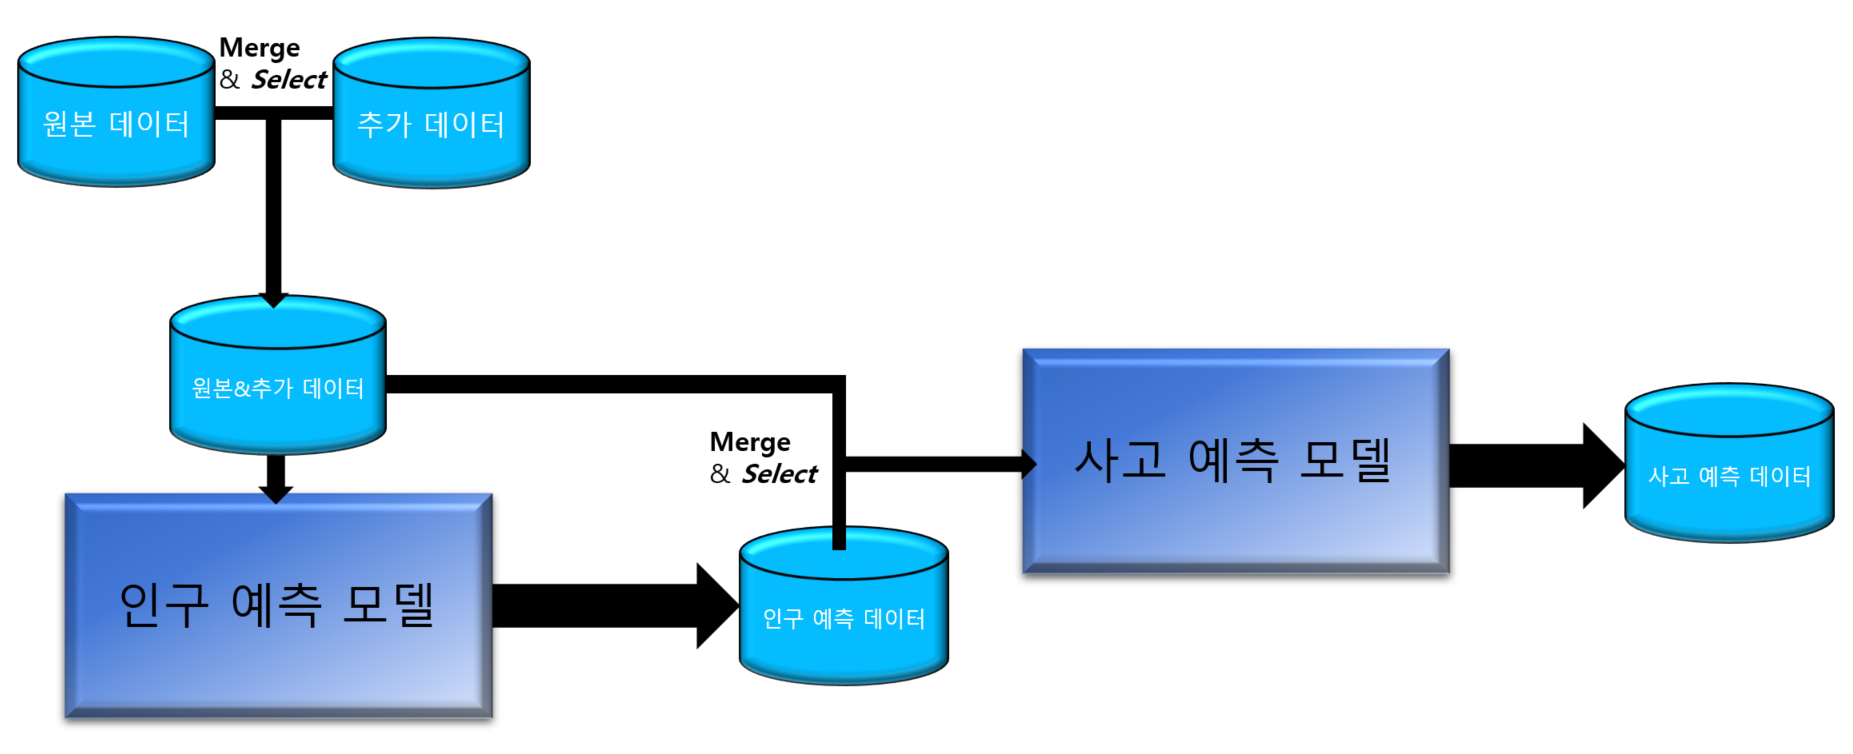 원본 데이터
Merge
& Select
추가 데이터
원본&추가 데이터
Merge
& Select
사고 예측 모델
사고 예측 데이터
인구 예측 모델
인구 예측 데이터